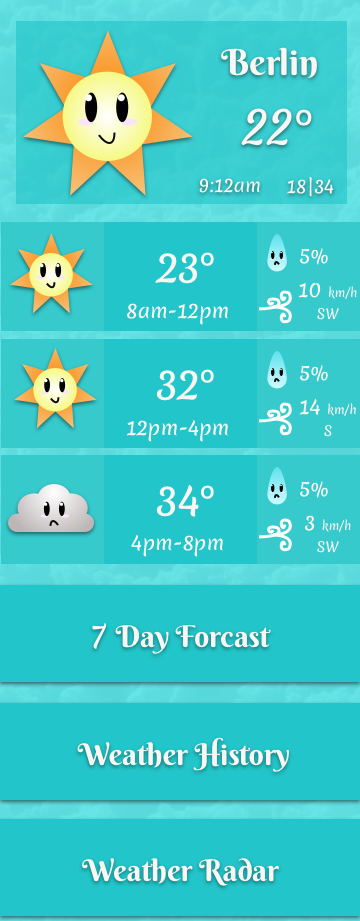 Berlin
22°
9:12am 18|34
23°
8am-12pm
5%
10 km/h
SW
32°
12pm-4pm
5%
14 km/h
S
34°
4pm-8pm
5%
3 km/h
SW
7 Day Forcast
Weather History
Weather Radar